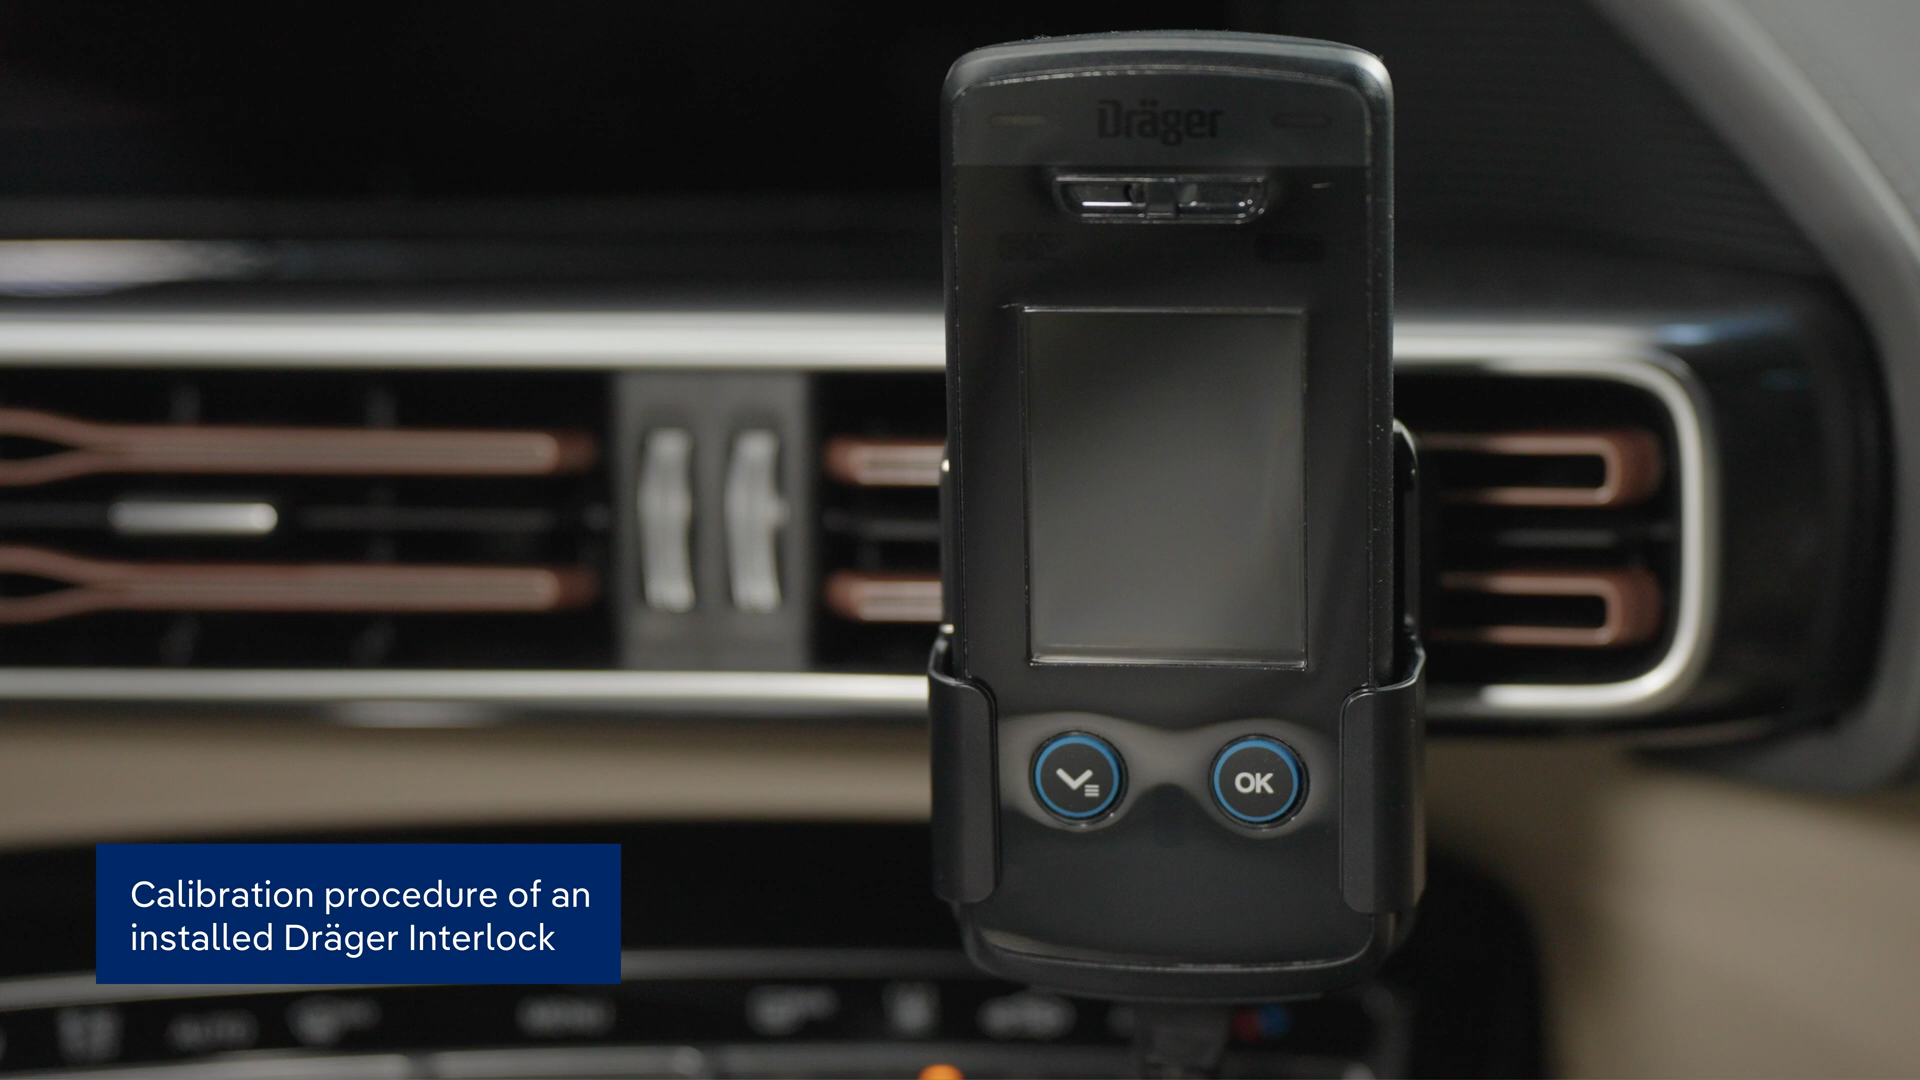 Dräger
OK
Calibration procedure of an
installed Dräger Interlock